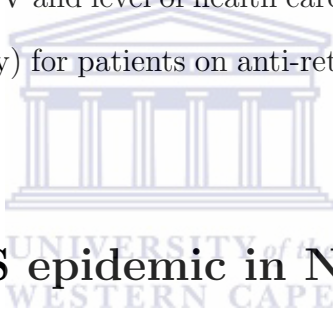 V and level of health care
y) for patients on anti-ret
UNIVERSITY of the
S epidemic in N
WESTERN CAPE